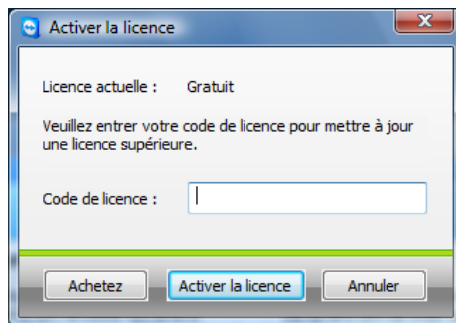 Activer la licence
Licence actuelle : Gratuit
Veuillez entrer votre code de licence pour mettre à jour
une licence supérieure.
Code de licence :
Achetez Activer la licence Annuler